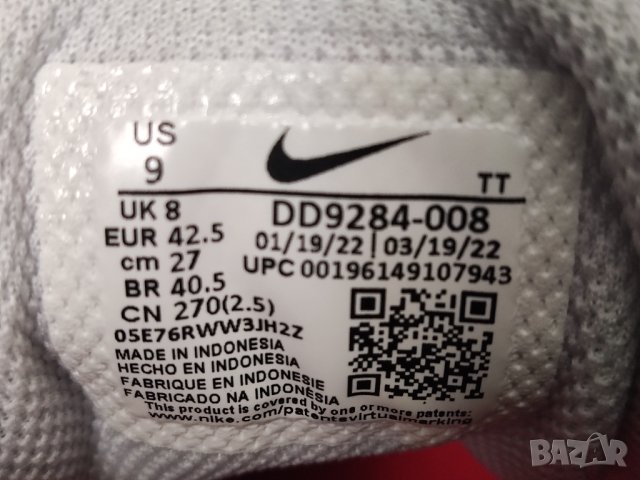 US
9
TT
UK 8
DD9284-008
EUR 42.5
01/19/22 | 03/19/22
cm 27
UPC 00196149107943
BR 40.5
CN 270(2.5)
05E76RWW3JH2Z
MADE IN INDONESIA
HECHO EN INDONESIA
FABRIQUE EN INDONESIE
FABRICADO NA INDONÈSIA
This product is covered by one or more patents:
www.nike.com/patentsvirtualmarking
BAZAR